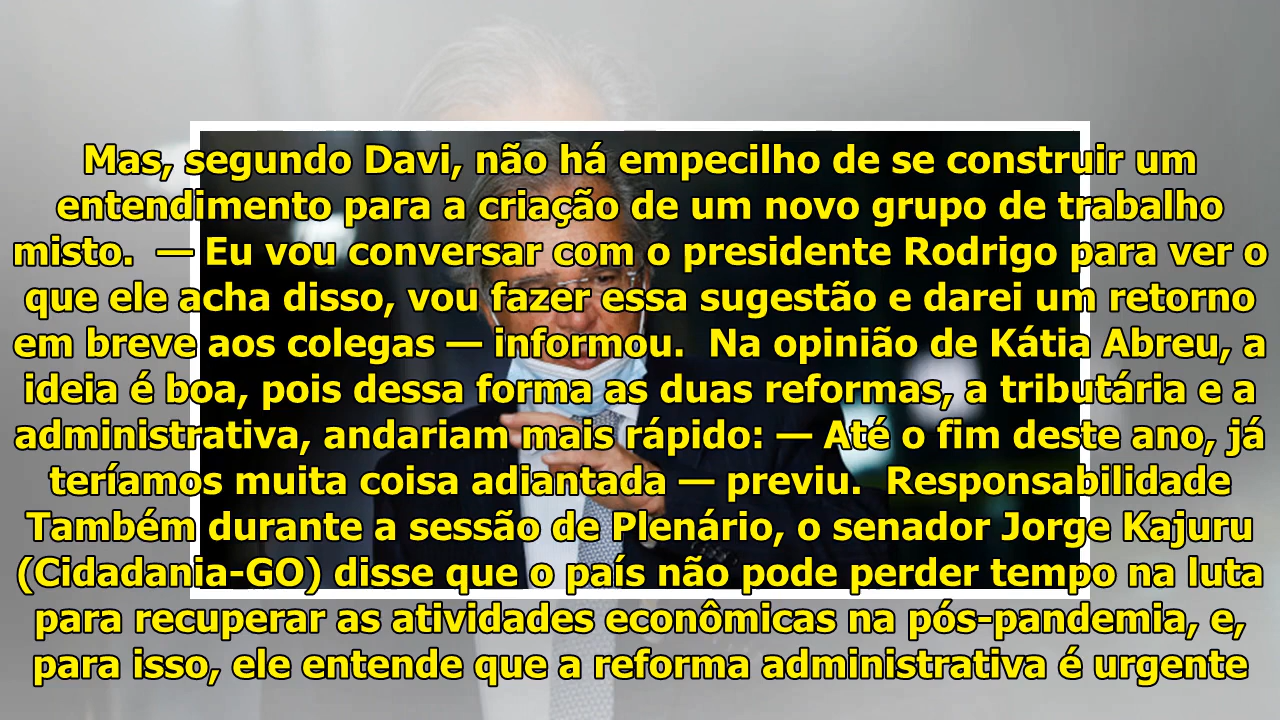 Mas, segundo Davi, não há empecilho de se construir um
entendimento para a criação de um novo grupo de trabalho
misto.  — Eu vou conversar com o presidente Rodrigo para ver o
que ele acha disso, vou fazer essa sugestão e darei um retorno
em breve aos colegas — informou.  Na opinião de Kátia Abreu, a
ideia é boa, pois dessa forma as duas reformas, a tributária e a
administrativa, andariam mais rápido: — Até o fim deste ano, já
teríamos muita coisa adiantada — previu.  Responsabilidade
Também durante a sessão de Plenário, o senador Jorge Kajuru
(Cidadania-GO) disse que o país não pode perder tempo na luta
para recuperar as atividades econômicas na pós-pandemia, e,
para isso, ele entende que a reforma administrativa é urgente